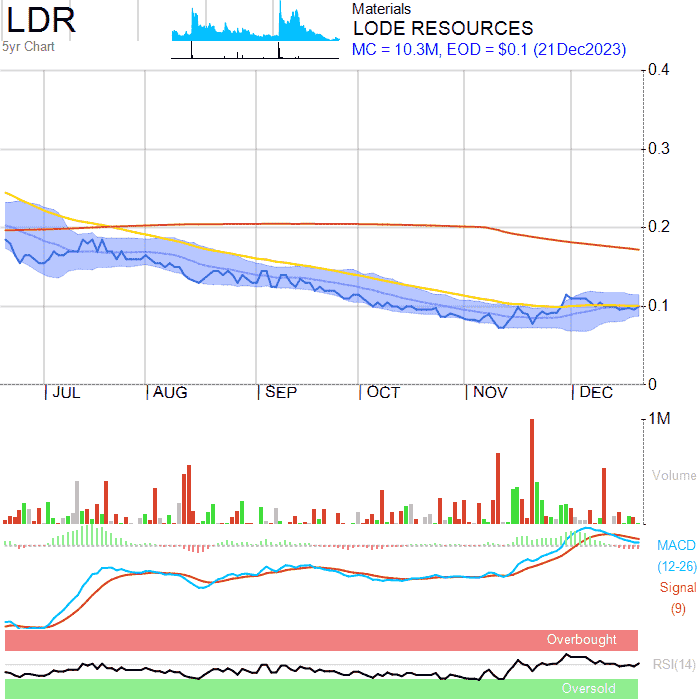 LDR
5yr Chart
Materials
LODE RESOURCES
MC = 10.3M, EOD = $0.1 (21Dec2023)
0.4
0.3
0.2
0.1
0
JUL
AUG
SEP
OCT
NOV
DEC
1M
Volume
MACD
(12-26)
Signal
(9)
Overbought
RSI(14)
Oversold